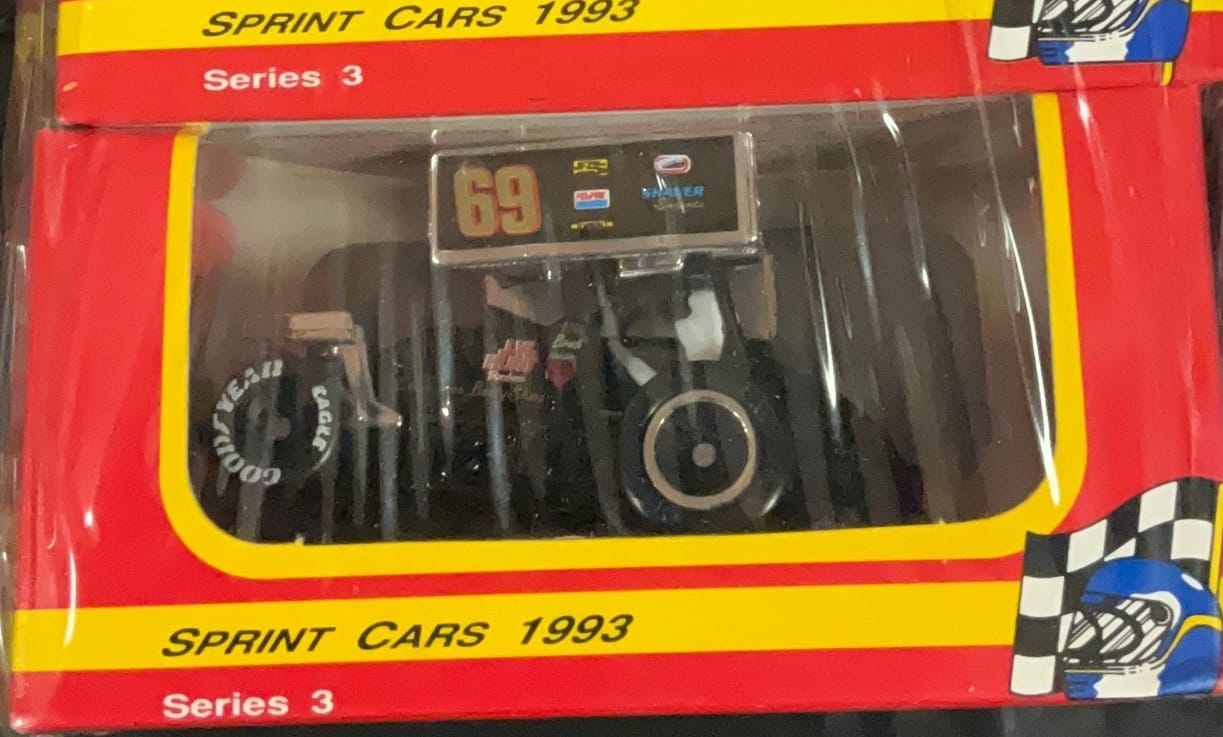 SPRINT CARS 1993
Series 3
69
SHAVER
GOODYEAR
EAGLE
SPRINT CARS 1993
Series 3